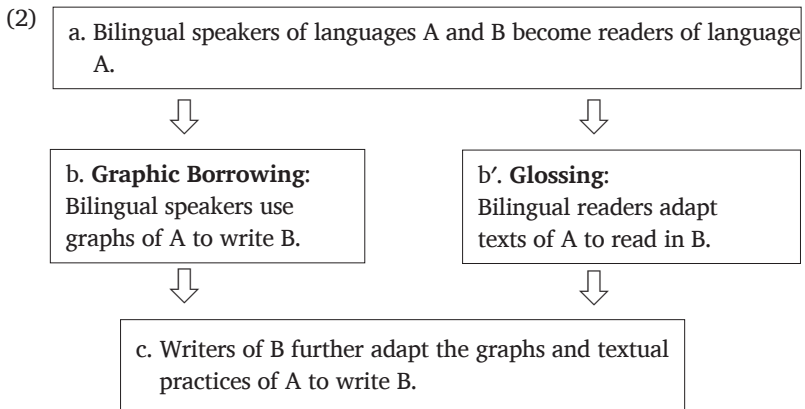 (2)
a. Bilingual speakers of languages A and B become readers of language
A.
b. Graphic Borrowing:
Bilingual speakers use
graphs of A to write B.
b′. Glossing:
Bilingual readers adapt
texts of A to read in B.
c. Writers of B further adapt the graphs and textual
practices of A to write B.